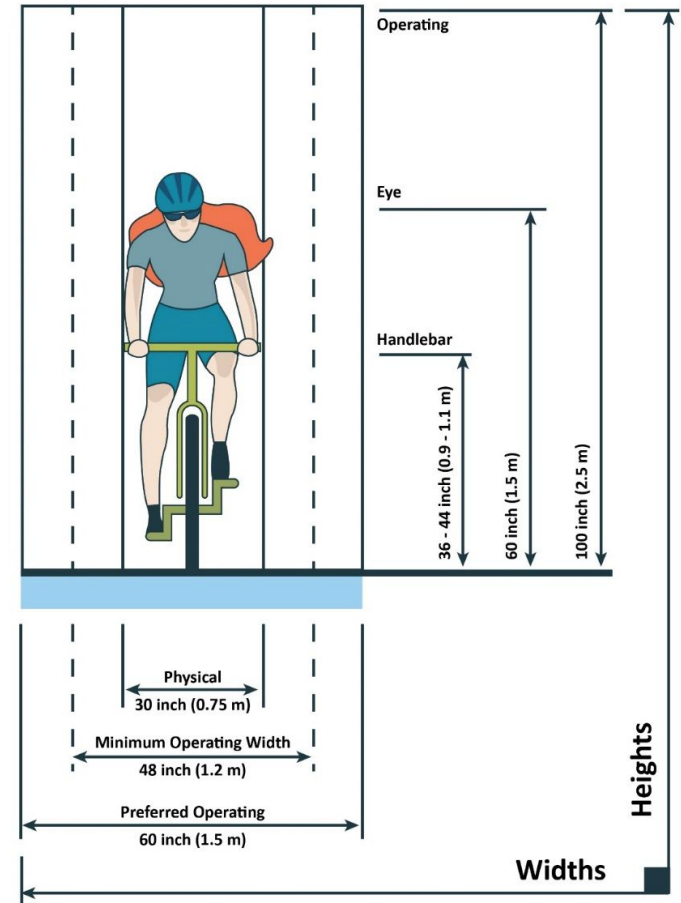 Operating
Eye
Handlebar
36 - 44 inch (0.9 - 1.1 m)
60 inch (1.5 m)
100 inch (2.5 m)
Physical
30 inch (0.75 m)
Minimum Operating Width
48 inch (1.2 m)
Preferred Operating
60 inch (1.5 m)
Heights
Widths